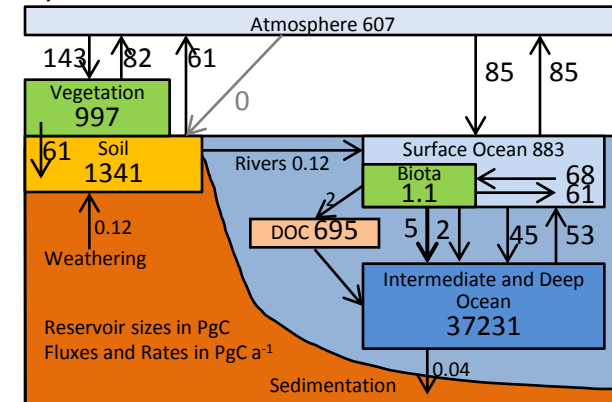 Atmosphere 607
143
82
61
0
85
85
Vegetation
997
61
Soil
1341
Rivers 0.12
Surface Ocean 883
Biota
1.1
68
61
2
DOC 695
5
2
45
53
0.12
Weathering
Intermediate and Deep
Ocean
37231
Reservoir sizes in PgC
Fluxes and Rates in PgC a⁻¹
0.04
Sedimentation